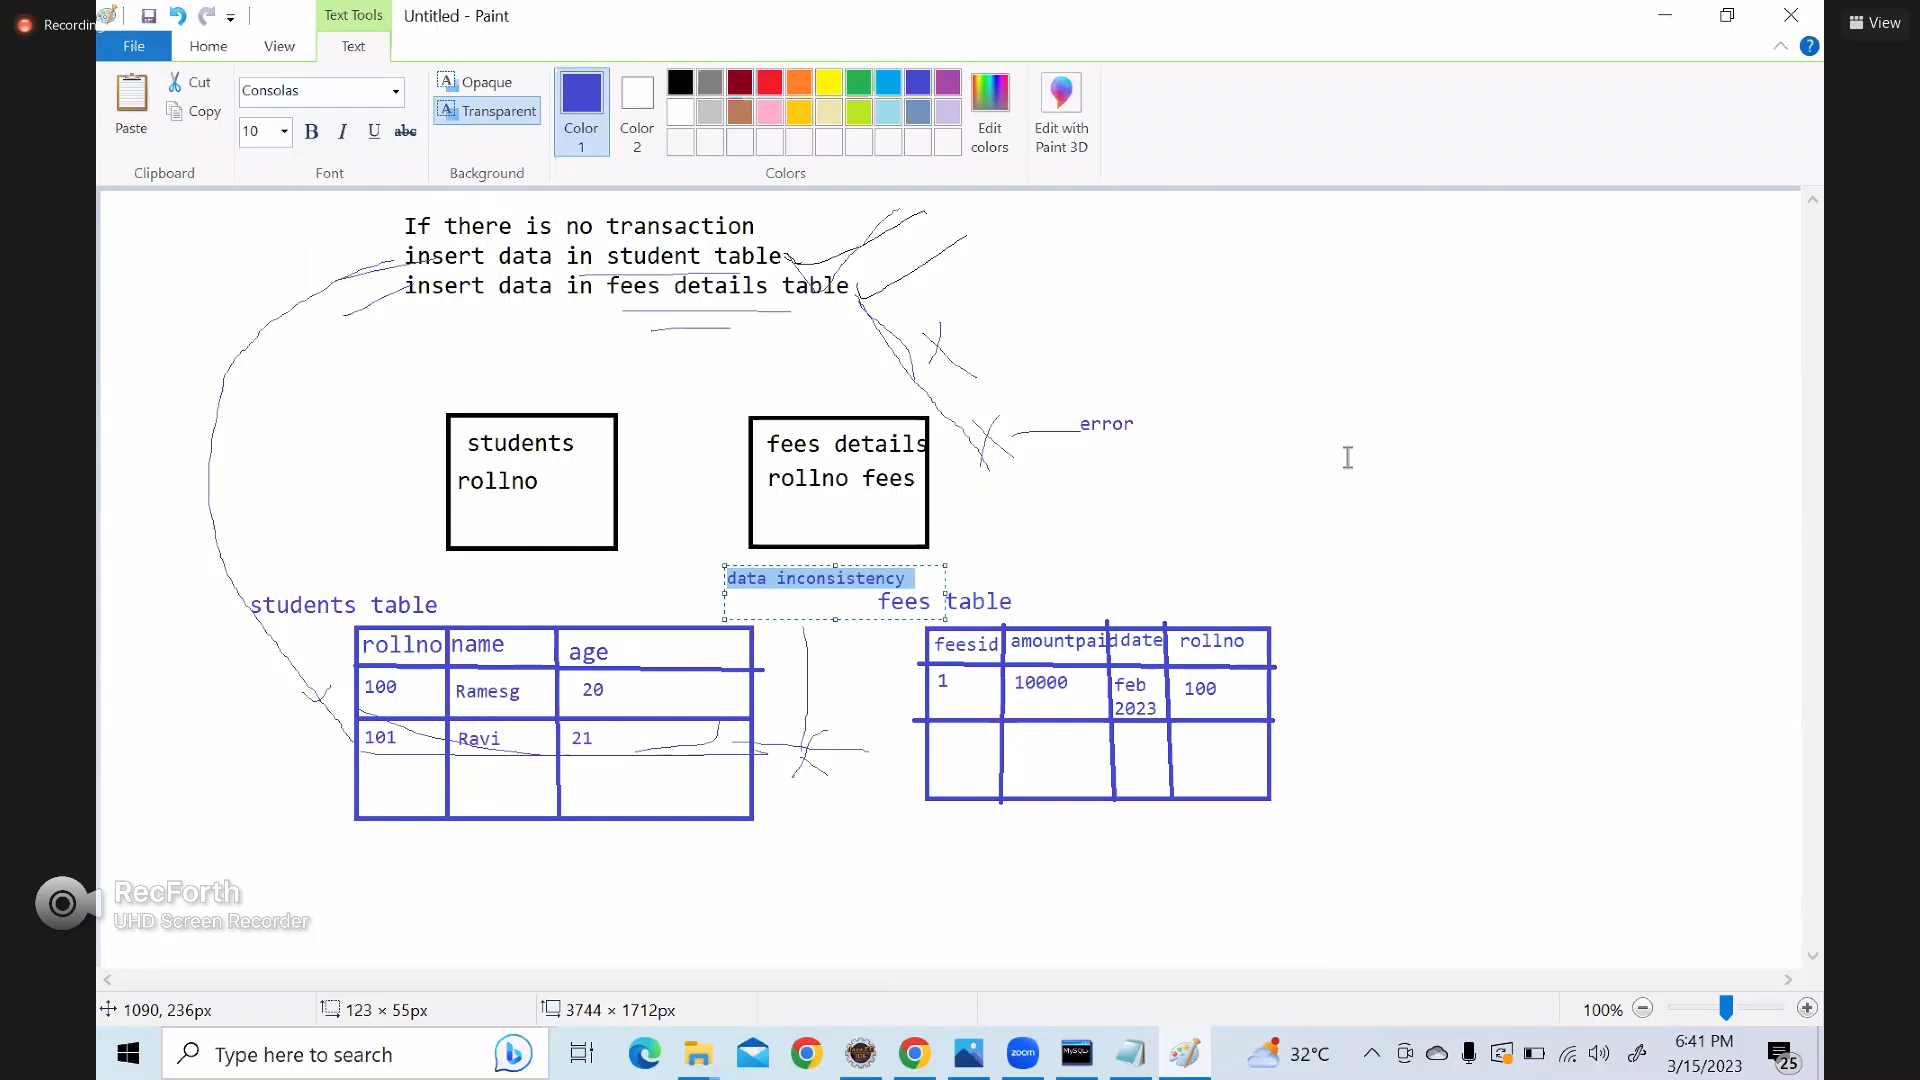 Recording
Text Tools
Untitled - Paint
View
File
Home
View
Text
Paste
Cut
Copy
Clipboard
Consolas
10
B I U abc
Font
Opaque
Transparent
Background
Color 1
Color 2
Edit colors
Edit with Paint 3D
Colors
If there is no transaction
insert data in student table
insert data in fees details table
error
students
rollno
fees details
rollno fees
data inconsistency
students table
fees table
rollno name age
100 Ramesg 20
101 Ravi 21
feesid amountpaid date rollno
1 10000 feb 2023 100
RecForth
UHD Screen Recorder
1090, 236px
123 × 55px
3744 × 1712px
100%
Type here to search
zoom
MySQL
32°C
6:41 PM
3/15/2023
25